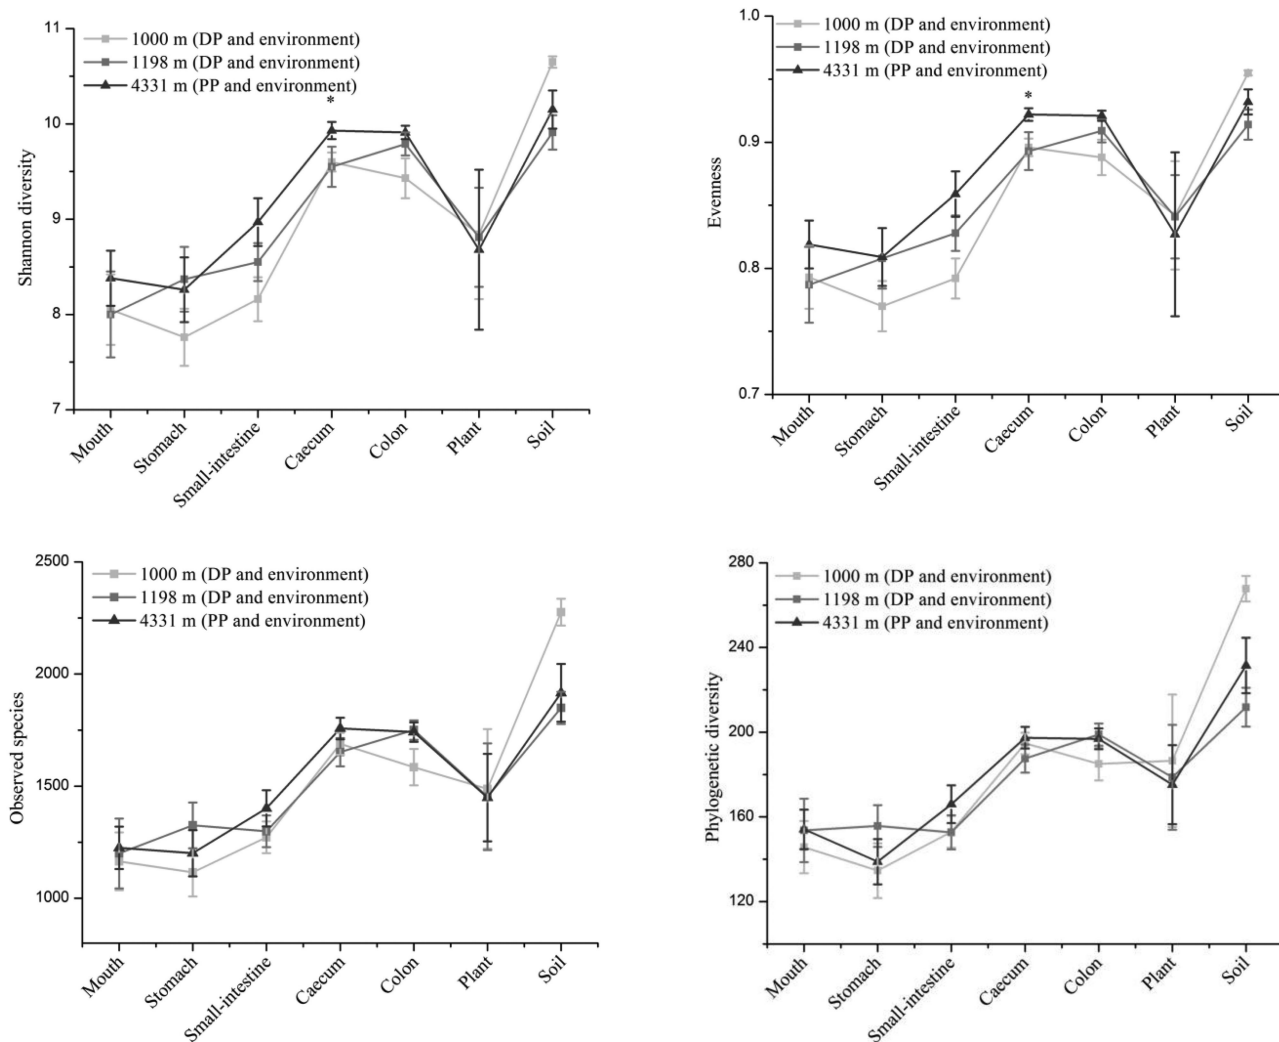 11
10
9
8
7
Shannon diversity
1000 m (DP and environment)
1198 m (DP and environment)
4331 m (PP and environment)
*
Mouth
Stomach
Small-intestine
Caecum
Colon
Plant
Soil
1.0
0.9
0.8
0.7
Evenness
1000 m (DP and environment)
1198 m (DP and environment)
4331 m (PP and environment)
*
Mouth
Stomach
Small-intestine
Caecum
Colon
Plant
Soil
2500
2000
1500
1000
Observed species
1000 m (DP and environment)
1198 m (DP and environment)
4331 m (PP and environment)
Mouth
Stomach
Small-intestine
Caecum
Colon
Plant
Soil
280
240
200
160
120
Phylogenetic diversity
1000 m (DP and environment)
1198 m (DP and environment)
4331 m (PP and environment)
Mouth
Stomach
Small-intestine
Caecum
Colon
Plant
Soil